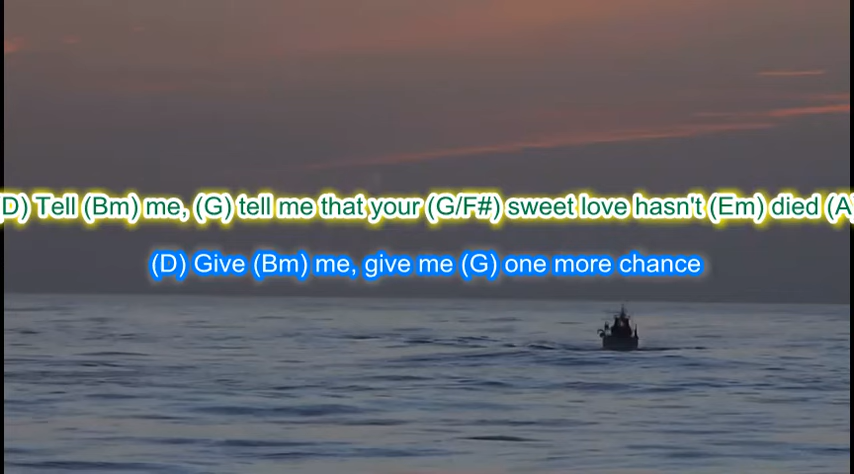 D) Tell (Bm) me, (G) tell me that your (G/F#) sweet love hasn't (Em) died (A
(D) Give (Bm) me, give me (G) one more chance